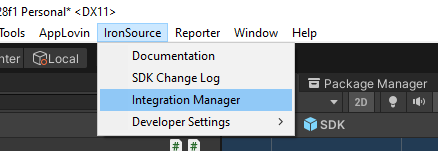 28f1 Personal* <DX11>
Tools AppLovin IronSource Reporter Window Help
nter Local
Documentation
SDK Change Log
Integration Manager
Developer Settings
Package Manager
2D
SDK
# #